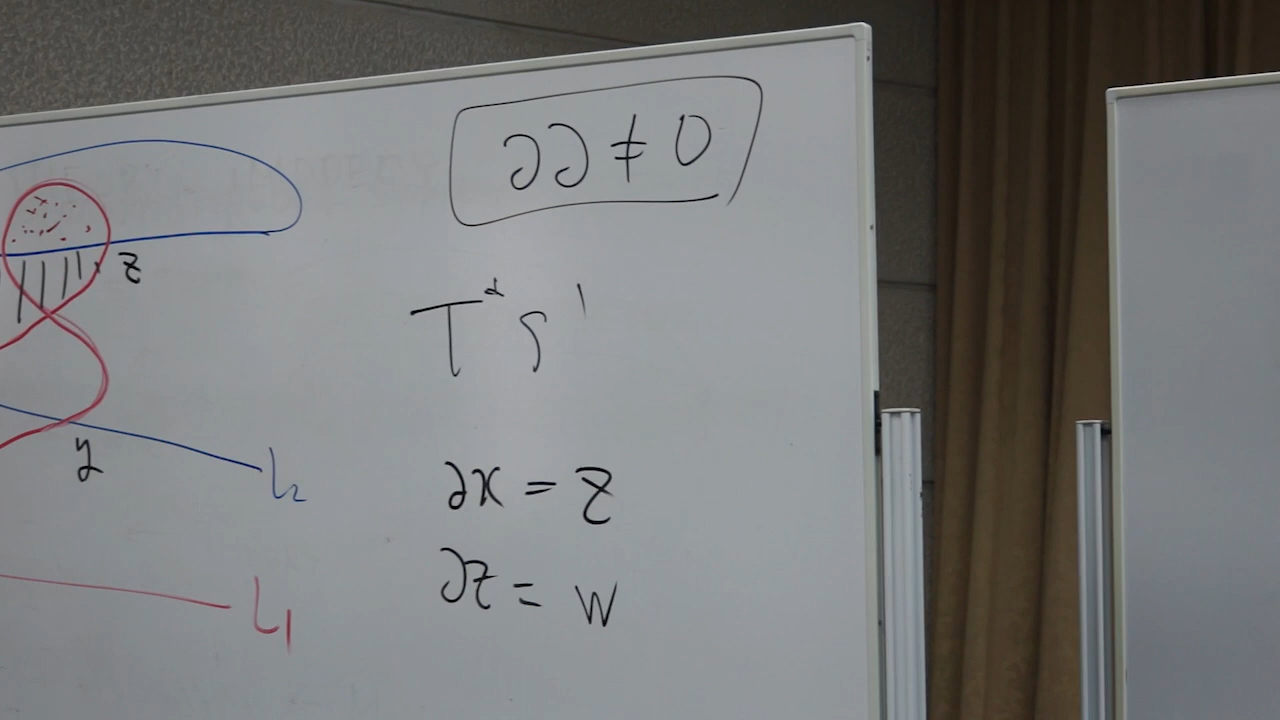 ∂∂ ≠ 0
z
T* S¹
y
L₂
∂x = z
∂z = w
L₁